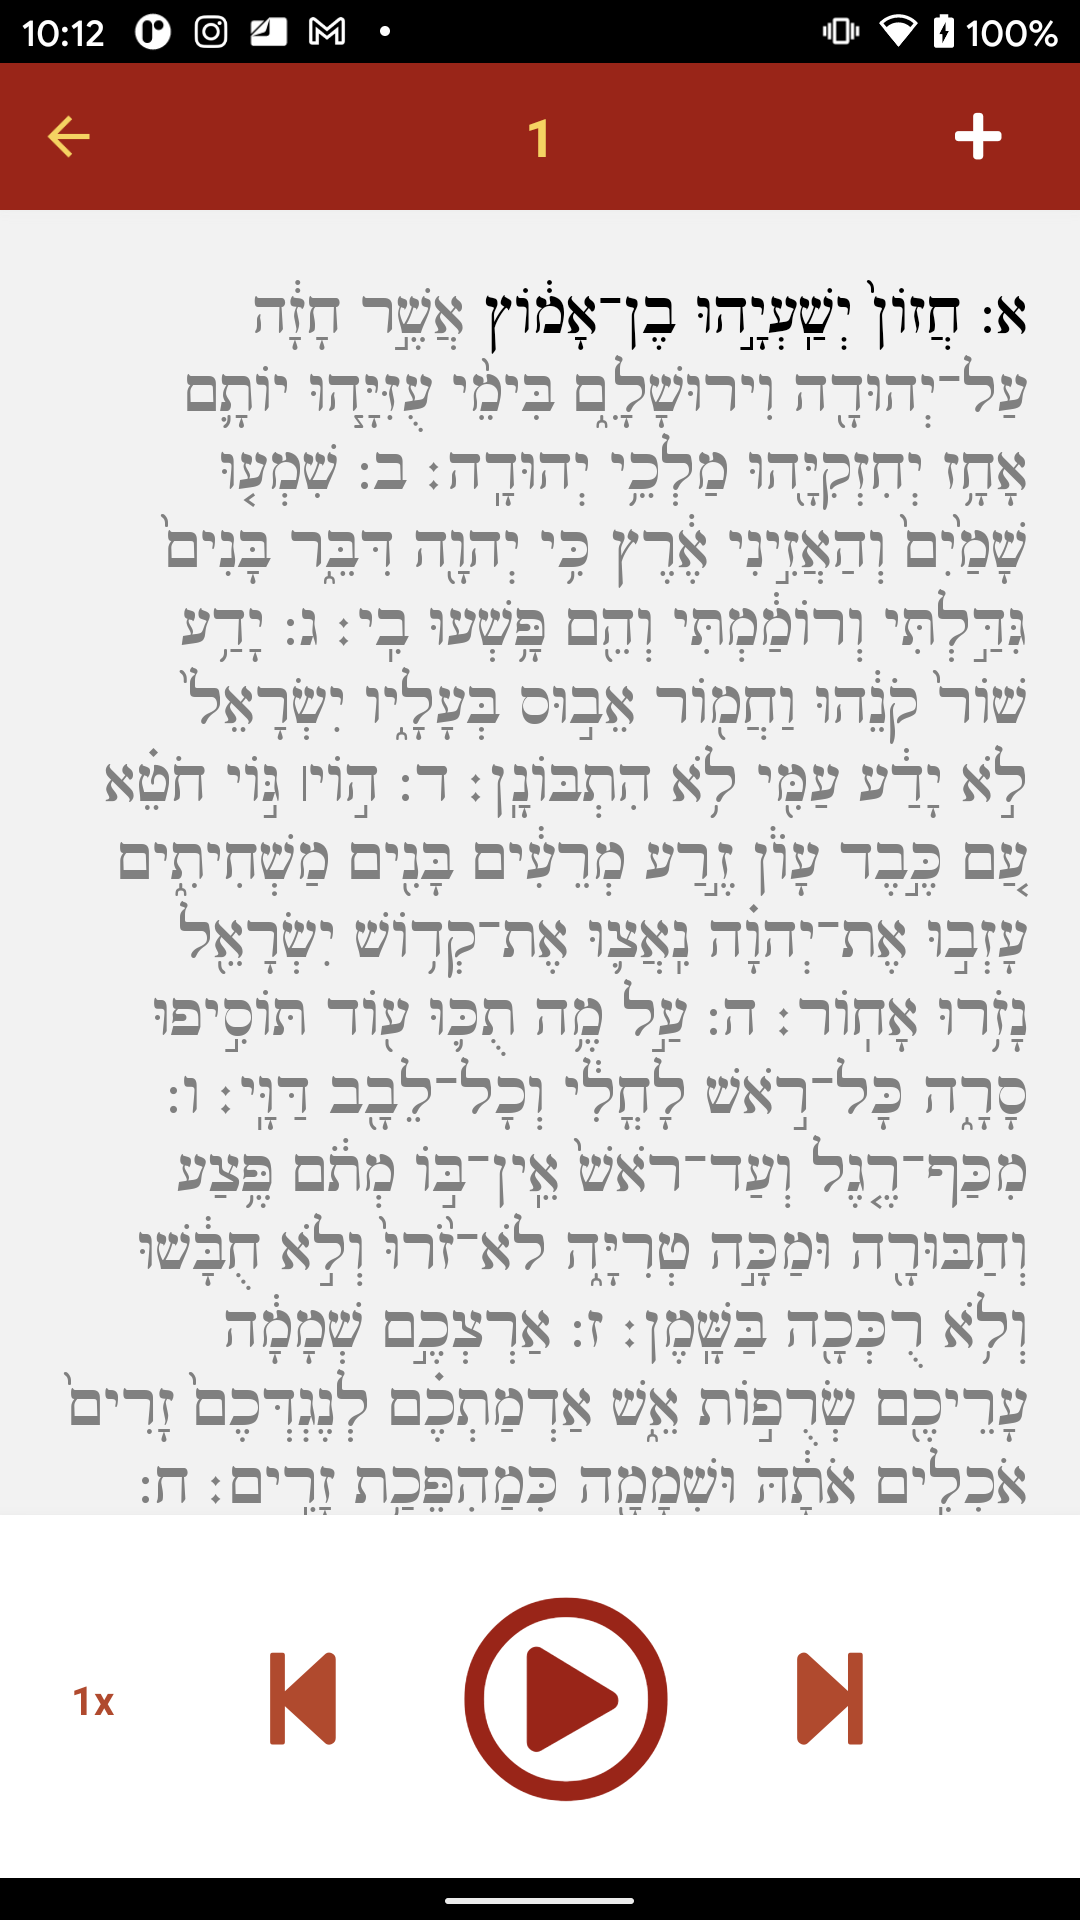 10:12
100%
1
א: חֲזוֹן֙ יְשַֽׁעְיָ֣הוּ בֶן־אָמ֔וֹץ אֲשֶׁ֣ר חָזָ֔ה
עַל־יְהוּדָ֖ה וִירוּשָׁלָ֑ם בִּימֵ֨י עֻזִּיָּ֧הוּ יוֹתָ֛ם
אָחָ֥ז יְחִזְקִיָּ֖הוּ מַלְכֵ֥י יְהוּדָֽה׃ ב: שִׁמְע֤וּ
שָׁמַ֙יִם֙ וְהַאֲזִ֣ינִי אֶ֔רֶץ כִּ֥י יְהוָ֖ה דִּבֵּ֑ר בָּנִים֙
גִּדַּ֣לְתִּי וְרוֹמַ֔מְתִּי וְהֵ֖ם פָּ֥שְׁעוּ בִֽי׃ ג: יָדַ֥ע
שׁוֹר֙ קֹנֵ֔הוּ וַחֲמ֖וֹר אֵב֣וּס בְּעָלָ֑יו יִשְׂרָאֵל֙
לֹ֣א יָדַ֔ע עַמִּ֖י לֹ֥א הִתְבּוֹנָֽן׃ ד: ה֣וֹי׀ גּ֣וֹי חֹטֵ֗א
עַ֚ם כֶּ֣בֶד עָוֺ֔ן זֶ֣רַע מְרֵעִ֔ים בָּנִ֖ים מַשְׁחִיתִ֑ים
עָזְב֣וּ אֶת־יְהוָ֗ה נִֽאֲצ֛וּ אֶת־קְד֥וֹשׁ יִשְׂרָאֵ֖ל
נָזֹ֥רוּ אָחֽוֹר׃ ה: עַ֣ל מֶ֥ה תֻכּ֛וּ ע֖וֹד תּוֹסִ֣יפוּ
סָרָ֑ה כָּל־רֹ֣אשׁ לָחֳלִ֔י וְכָל־לֵבָ֖ב דַּוָּֽי׃ ו:
מִכַּף־רֶ֤גֶל וְעַד־רֹאשׁ֙ אֵֽין־בּ֣וֹ מְתֹ֔ם פֶּ֥צַע
וְחַבּוּרָ֖ה וּמַכָּ֣ה טְרִיָּ֑ה לֹא־זֹ֙רוּ֙ וְלֹ֣א חֻבָּ֔שׁוּ
וְלֹ֥א רֻכְּכָ֖ה בַּשָּֽׁמֶן׃ ז: אַרְצְכֶ֣ם שְׁמָמָ֔ה
עָרֵיכֶ֖ם שְׂרֻפ֣וֹת אֵ֑שׁ אַדְמַתְכֶ֗ם לְנֶגְדְּכֶם֙ זָרִים֙
אֹכְלִ֣ים אֹתָ֔הּ וּשְׁמָמָ֖ה כְּמַהְפֵּכַ֥ת זָרִֽים׃ ח:
1x